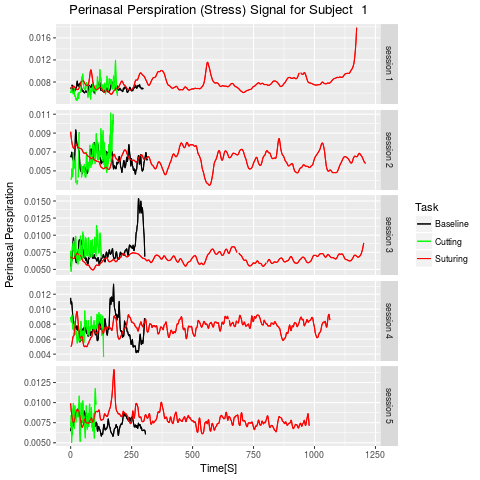 Perinasal Perspiration (Stress) Signal for Subject 1
Perinasal Perspiration
0.016
0.012
0.008
session 1
0.011
0.009
0.007
0.005
session 2
0.0150
0.0125
0.0100
0.0075
0.0050
session 3
0.012
0.010
0.008
0.006
0.004
session 4
0.0125
0.0100
0.0075
0.0050
session 5
0
250
500
750
1000
1250
Time[S]
Task
Baseline
Cutting
Suturing